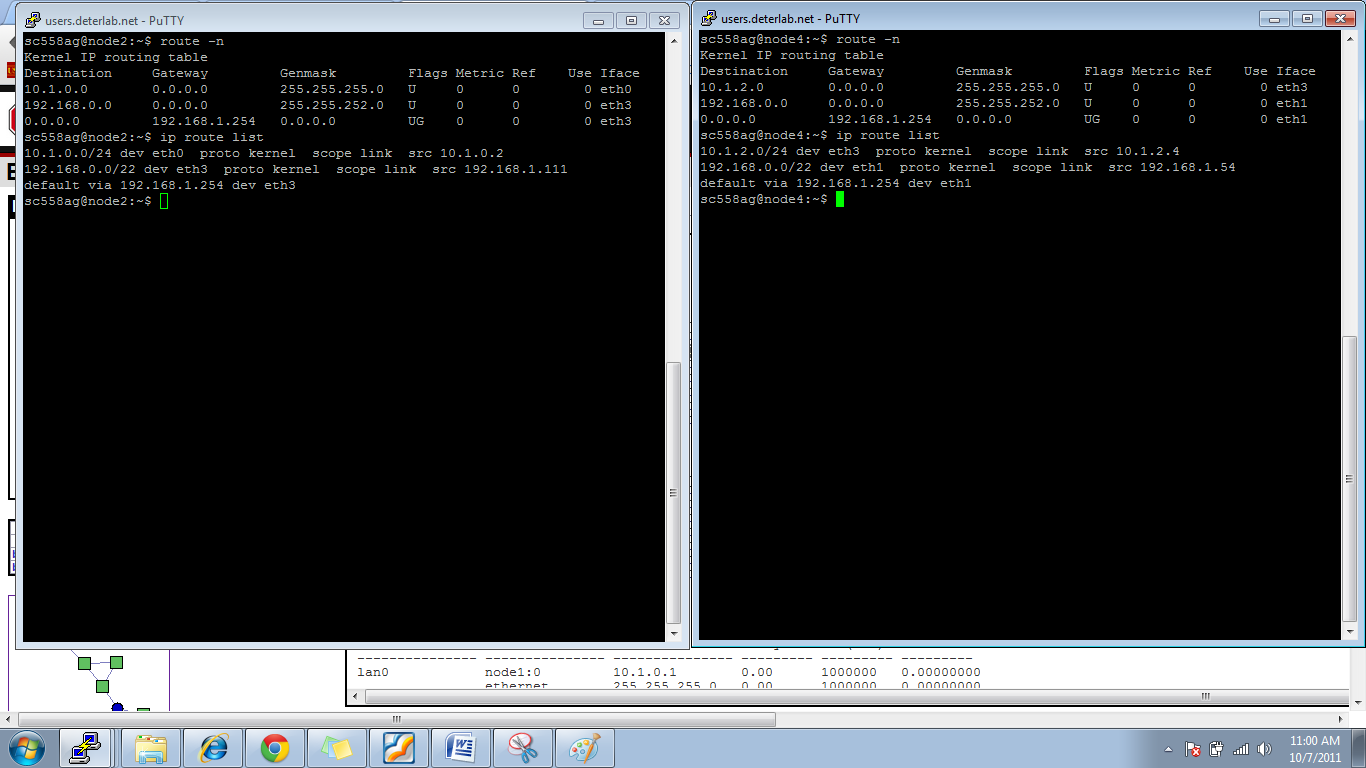 users.deterlab.net - PuTTY
sc558ag@node2:~$ route -n
Kernel IP routing table
Destination Gateway Genmask Flags Metric Ref Use Iface
10.1.0.0 0.0.0.0 255.255.255.0 U 0 0 0 eth0
192.168.0.0 0.0.0.0 255.255.252.0 U 0 0 0 eth3
0.0.0.0 192.168.1.254 0.0.0.0 UG 0 0 0 eth3
sc558ag@node2:~$ ip route list
10.1.0.0/24 dev eth0 proto kernel scope link src 10.1.0.2
192.168.0.0/22 dev eth3 proto kernel scope link src 192.168.1.111
default via 192.168.1.254 dev eth3
sc558ag@node2:~$
users.deterlab.net - PuTTY
sc558ag@node4:~$ route -n
Kernel IP routing table
Destination Gateway Genmask Flags Metric Ref Use Iface
10.1.2.0 0.0.0.0 255.255.255.0 U 0 0 0 eth3
192.168.0.0 0.0.0.0 255.255.252.0 U 0 0 0 eth1
0.0.0.0 192.168.1.254 0.0.0.0 UG 0 0 0 eth1
sc558ag@node4:~$ ip route list
10.1.2.0/24 dev eth3 proto kernel scope link src 10.1.2.4
192.168.0.0/22 dev eth1 proto kernel scope link src 192.168.1.54
default via 192.168.1.254 dev eth1
sc558ag@node4:~$
--------------- --------------- --------------- --------- --------- ---------
lan0 node1:0 10.1.0.1 0.00 1000000 0.00000000
ethernet 255.255.255.0 0.00 1000000 0.00000000
11:00 AM
10/7/2011